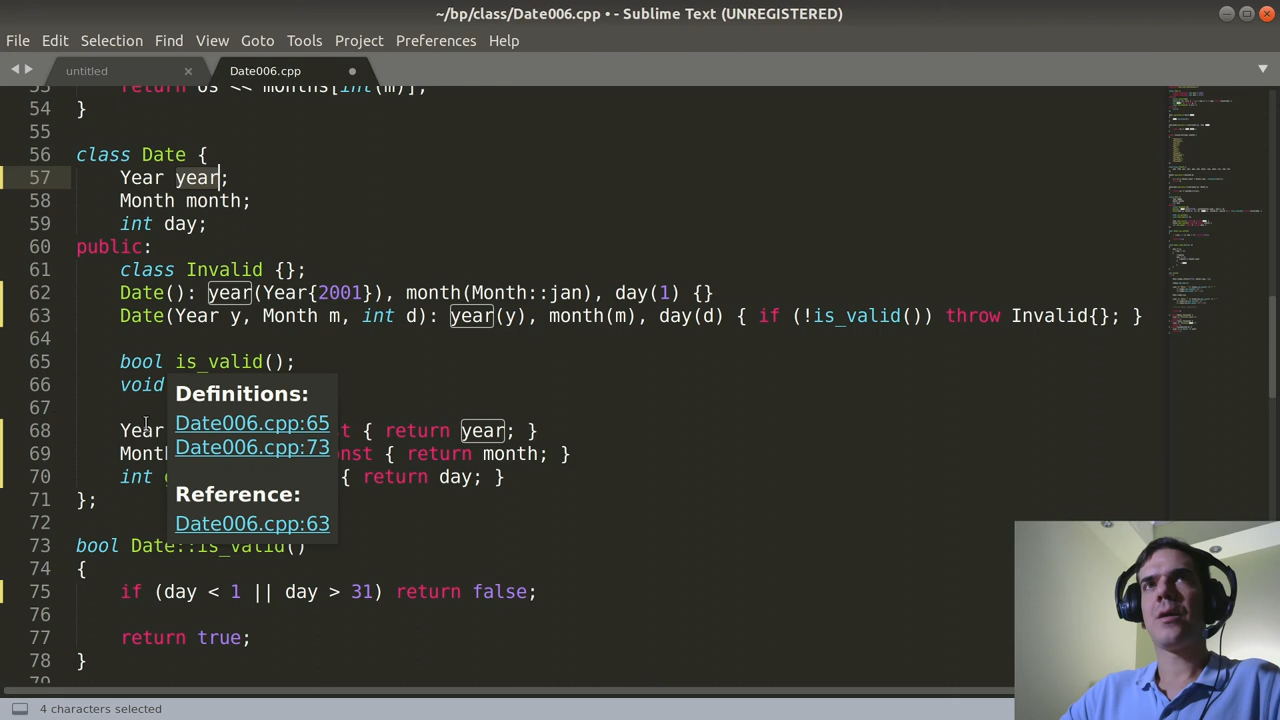 ~/bp/class/Date006.cpp • - Sublime Text (UNREGISTERED)
File Edit Selection Find View Goto Tools Project Preferences Help
untitled × Date006.cpp
return os << months[int(m)];
54 }
55
56 class Date {
57 Year year;
58 Month month;
59 int day;
60 public:
61 class Invalid {};
62 Date(): year(Year{2001}), month(Month::jan), day(1) {}
63 Date(Year y, Month m, int d): year(y), month(m), day(d) { if (!is_valid()) throw Invalid{}; }
64
65 bool is_valid();
66 void
Definitions:
67
Date006.cpp:65
68 Year st { return year; }
Date006.cpp:73
69 Month nst { return month; }
70 int { return day; }
Reference:
71 };
Date006.cpp:63
72
73 bool Date::is_valid()
74 {
75 if (day < 1 || day > 31) return false;
76
77 return true;
78 }
4 characters selected